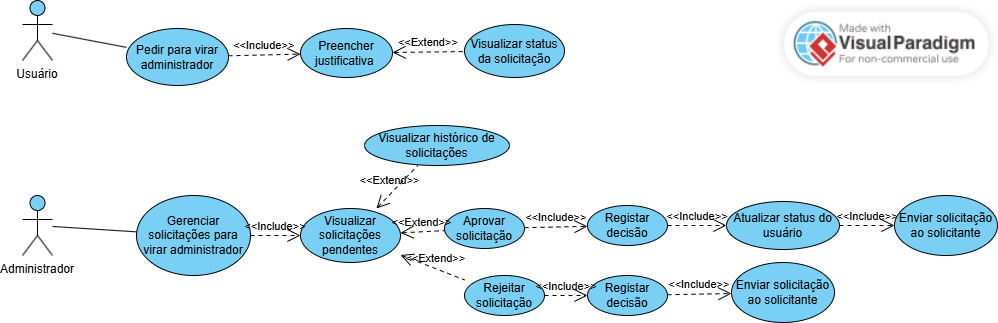 Made with
VisualParadigm
For non-commercial use
Usuário
Pedir para virar
administrador
<<Include>>
Preencher
justificativa
<<Extend>>
Visualizar status
da solicitação
Visualizar histórico de
solicitações
<<Extend>>
Administrador
Gerenciar
solicitações para
virar administrador
<<Include>>
Visualizar
solicitações
pendentes
<<Extend>>
Aprovar
solicitação
<<Include>>
Registar
decisão
<<Include>>
Atualizar status do
usuário
<<Include>>
Enviar solicitação
ao solicitante
<<Extend>>
Rejeitar
solicitação
<<Include>>
Registar
decisão
<<Include>>
Enviar solicitação
ao solicitante